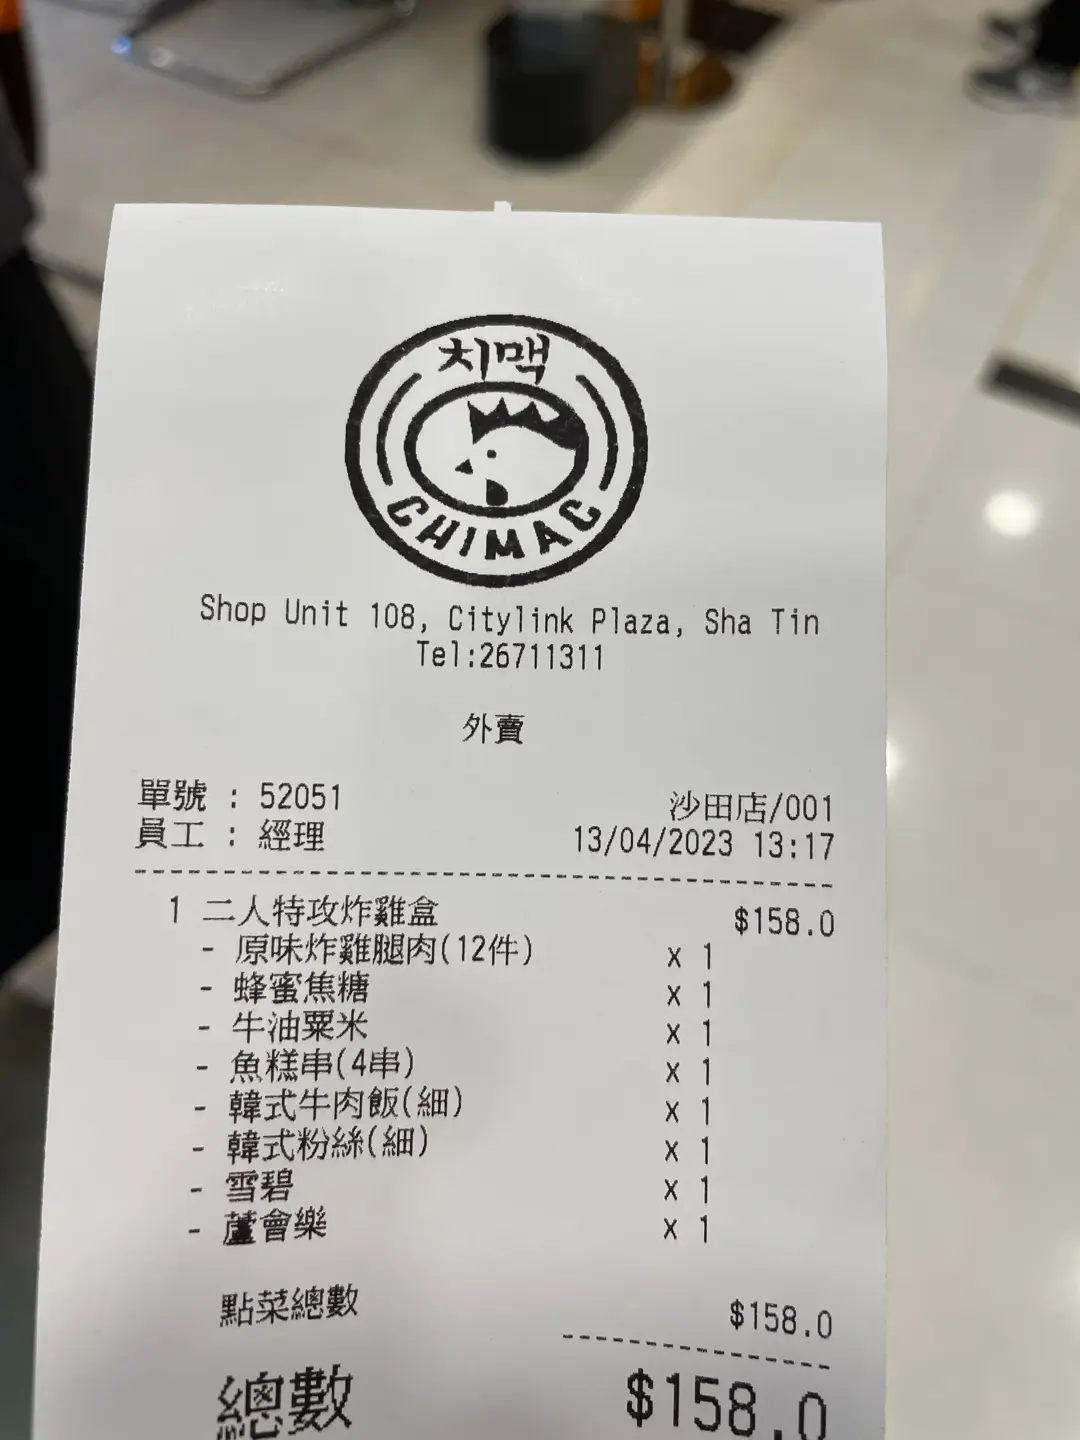 치맥
CHIMAC
Shop Unit 108, Citylink Plaza, Sha Tin
Tel:26711311
外賣
單號 : 52051 沙田店/001
員工 : 經理 13/04/2023 13:17
1 二人特攻炸雞盒 $158.0
- 原味炸雞腿肉(12件) x 1
- 蜂蜜焦糖 x 1
- 牛油粟米 x 1
- 魚糕串(4串) x 1
- 韓式牛肉飯(細) x 1
- 韓式粉絲(細) x 1
- 雪碧 x 1
- 蘆會樂 x 1
點菜總數 $158.0
總數 $158.0